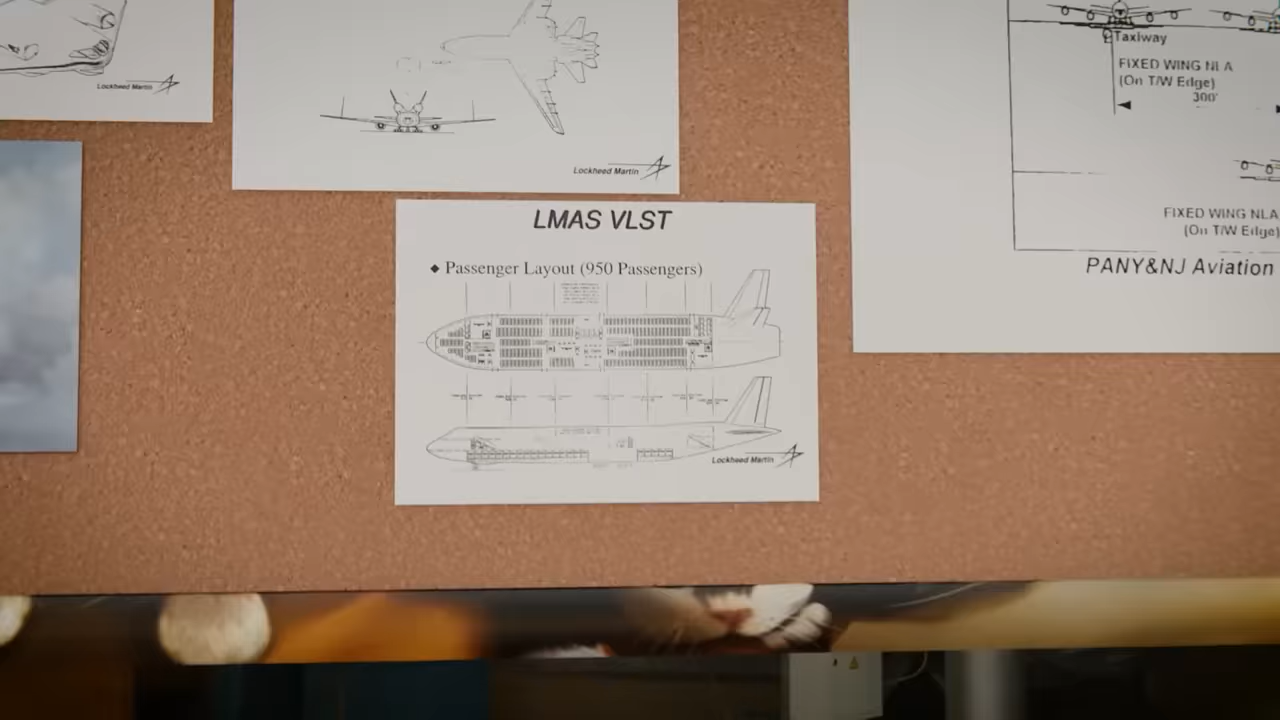 Lockheed Martin
Lockheed Martin
LMAS VLST
◆ Passenger Layout (950 Passengers)
Lockheed Martin
Taxiway
FIXED WING NLA
(On T/W Edge)
300'
FIXED WING NLA
(On T/W Edge)
PANY&NJ Aviation